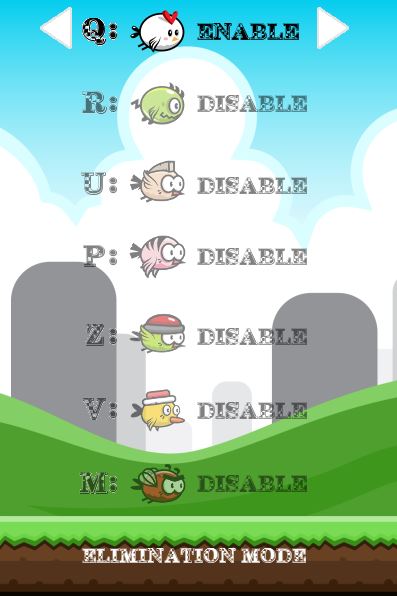 Q: ENABLE
R: DISABLE
U: DISABLE
P: DISABLE
Z: DISABLE
V: DISABLE
M: DISABLE
ELIMINATION MODE